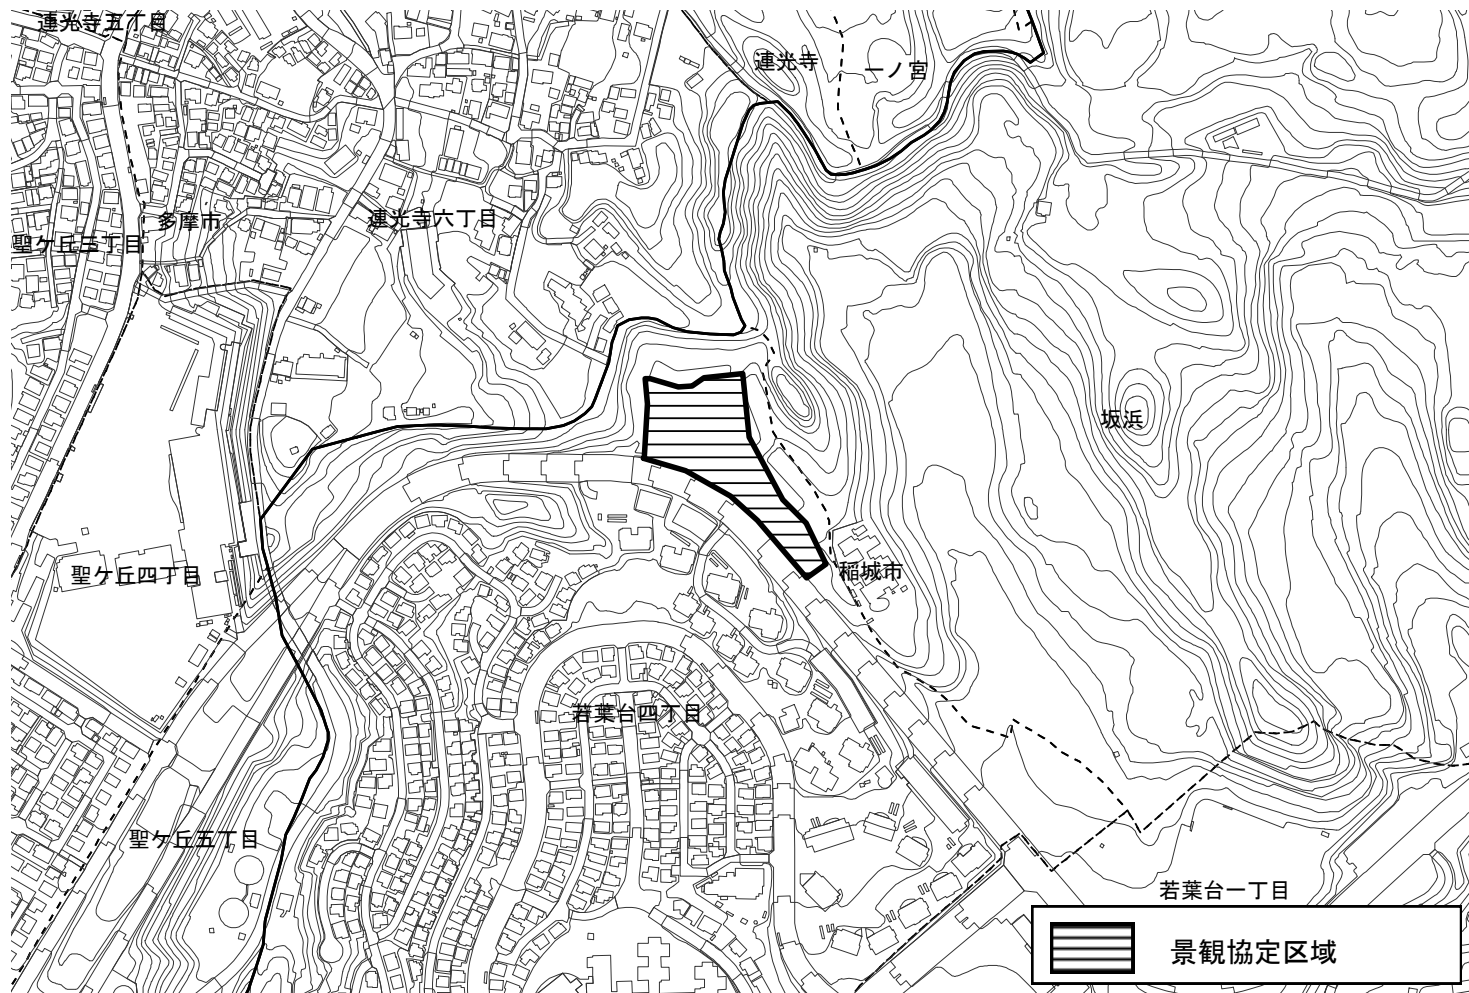 連光寺五丁目
連光寺
一ノ宮
多摩市
連光寺六丁目
聖ケ丘三丁目
坂浜
聖ケ丘四丁目
稲城市
若葉台四丁目
聖ケ丘五丁目
若葉台一丁目
景観協定区域